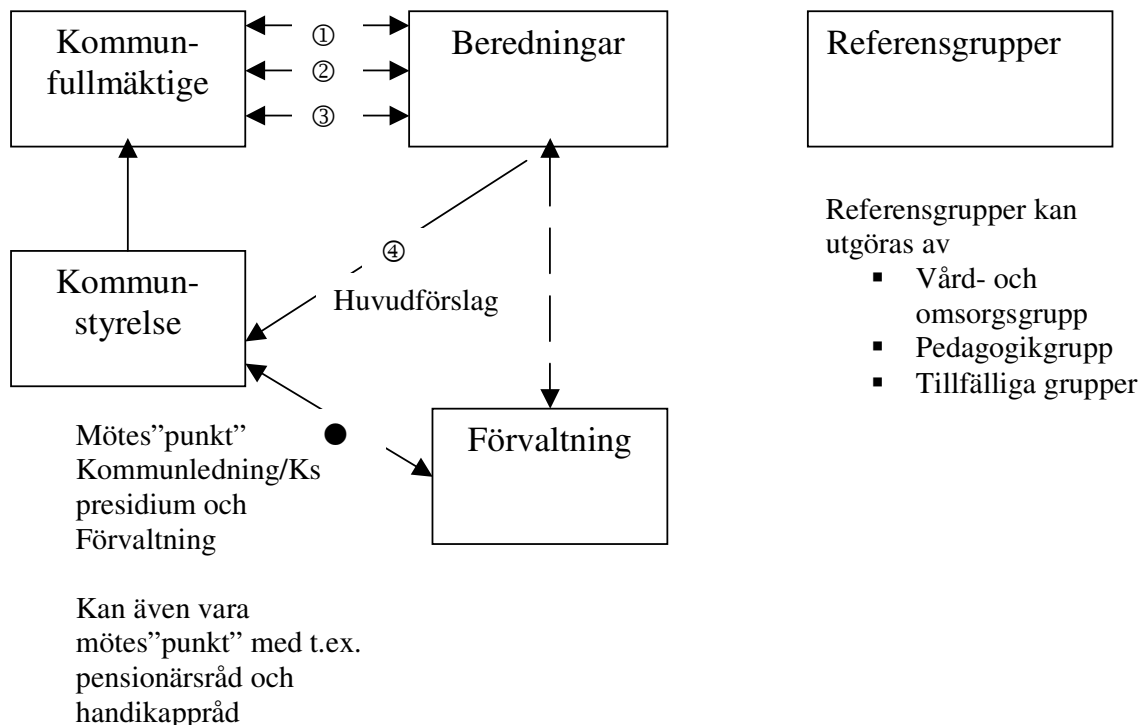 Kommun-
fullmäktige
①
②
③
Beredningar
Referensgrupper
Referensgrupper kan
utgöras av
▪ Vård- och
omsorgsgrupp
▪ Pedagogikgrupp
▪ Tillfälliga grupper
Kommun-
styrelse
④
Huvudförslag
Förvaltning
Mötes”punkt”
Kommunledning/Ks
presidium och
Förvaltning
Kan även vara
mötes”punkt” med t.ex.
pensionärsråd och
handikappråd